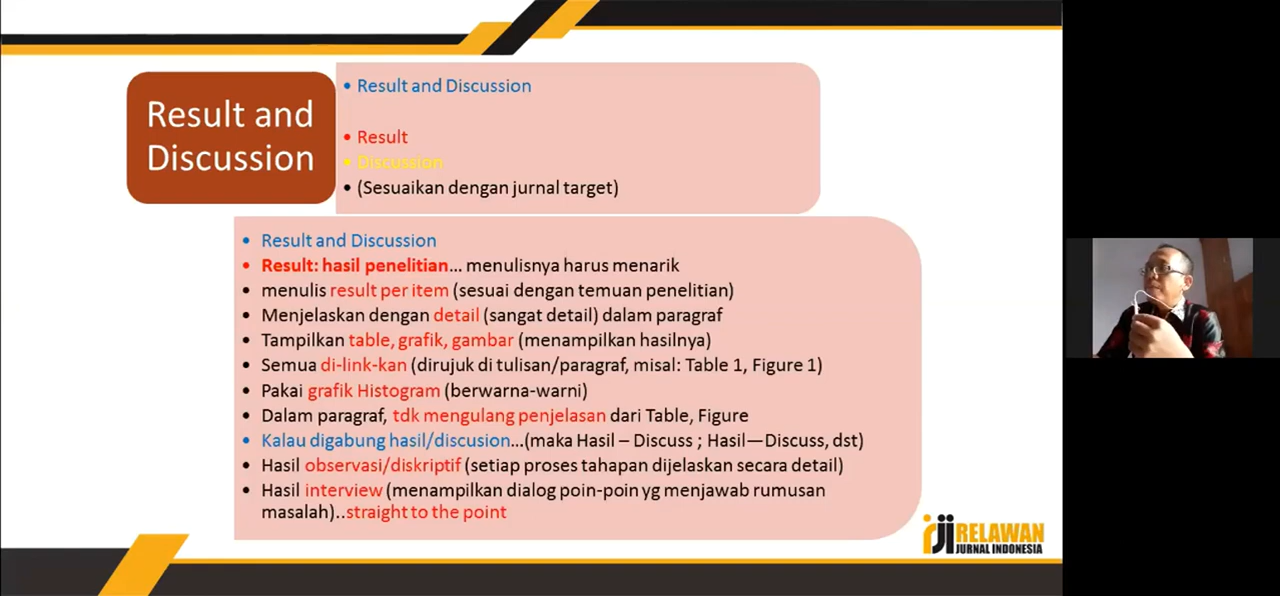 Result and
Discussion
• Result and Discussion
• Result
• Discussion
• (Sesuaikan dengan jurnal target)
• Result and Discussion
• Result: hasil penelitian... menulisnya harus menarik
• menulis result per item (sesuai dengan temuan penelitian)
• Menjelaskan dengan detail (sangat detail) dalam paragraf
• Tampilkan table, grafik, gambar (menampilkan hasilnya)
• Semua di-link-kan (dirujuk di tulisan/paragraf, misal: Table 1, Figure 1)
• Pakai grafik Histogram (berwarna-warni)
• Dalam paragraf, tdk mengulang penjelasan dari Table, Figure
• Kalau digabung hasil/discusion...(maka Hasil – Discuss ; Hasil—Discuss, dst)
• Hasil observasi/diskriptif (setiap proses tahapan dijelaskan secara detail)
• Hasil interview (menampilkan dialog poin-poin yg menjawab rumusan
masalah)..straight to the point
rji RELAWAN
JURNAL INDONESIA